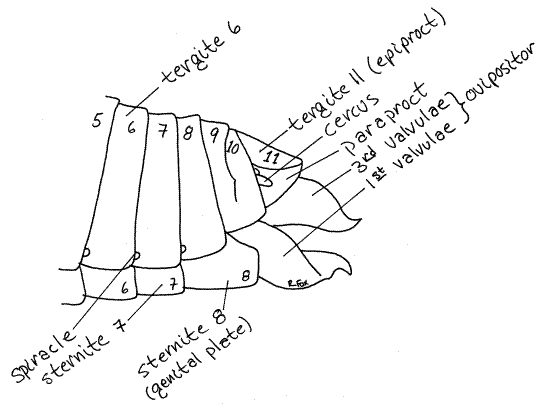 tergite 6
tergite 11 (epiproct)
cercus
paraproct
3rd valvulae
1st valvulae
} ovipositor
5
6
7
8
9
10
11
6
7
8
R. Fox
spiracle
sternite 7
sternite 8
(genital plate)